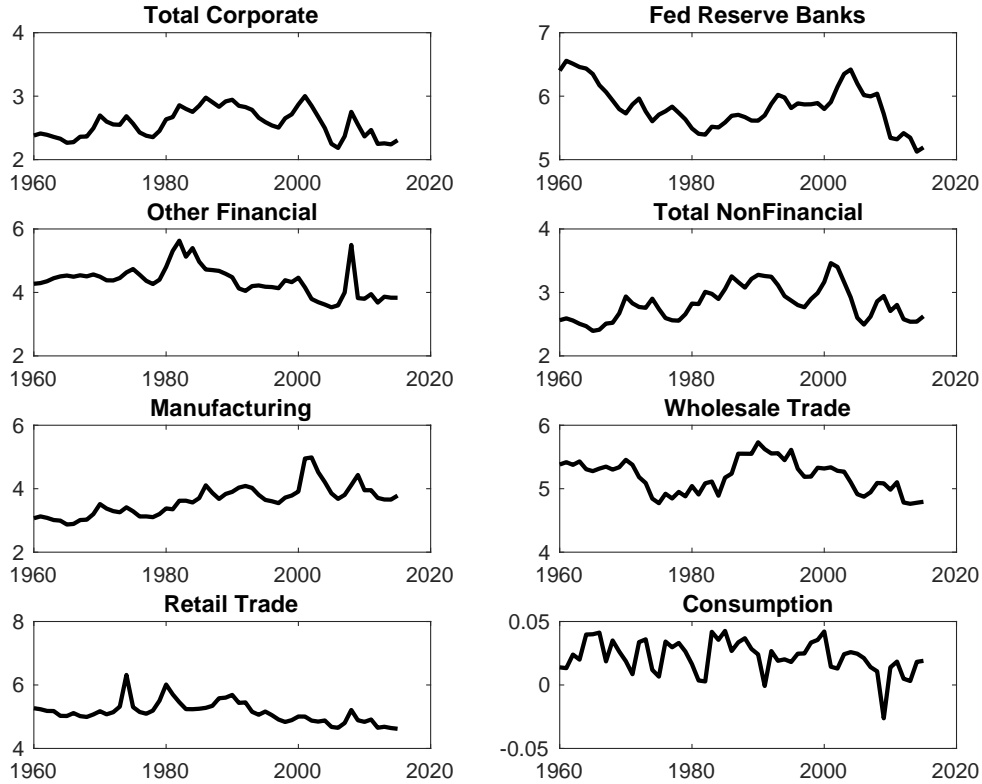 Total Corporate
4
3
2
1960 1980 2000 2020
Fed Reserve Banks
7
6
5
1960 1980 2000 2020
Other Financial
6
4
2
1960 1980 2000 2020
Total NonFinancial
4
3
2
1960 1980 2000 2020
Manufacturing
6
4
2
1960 1980 2000 2020
Wholesale Trade
6
5
4
1960 1980 2000 2020
Retail Trade
8
6
4
1960 1980 2000 2020
Consumption
0.05
0
-0.05
1960 1980 2000 2020